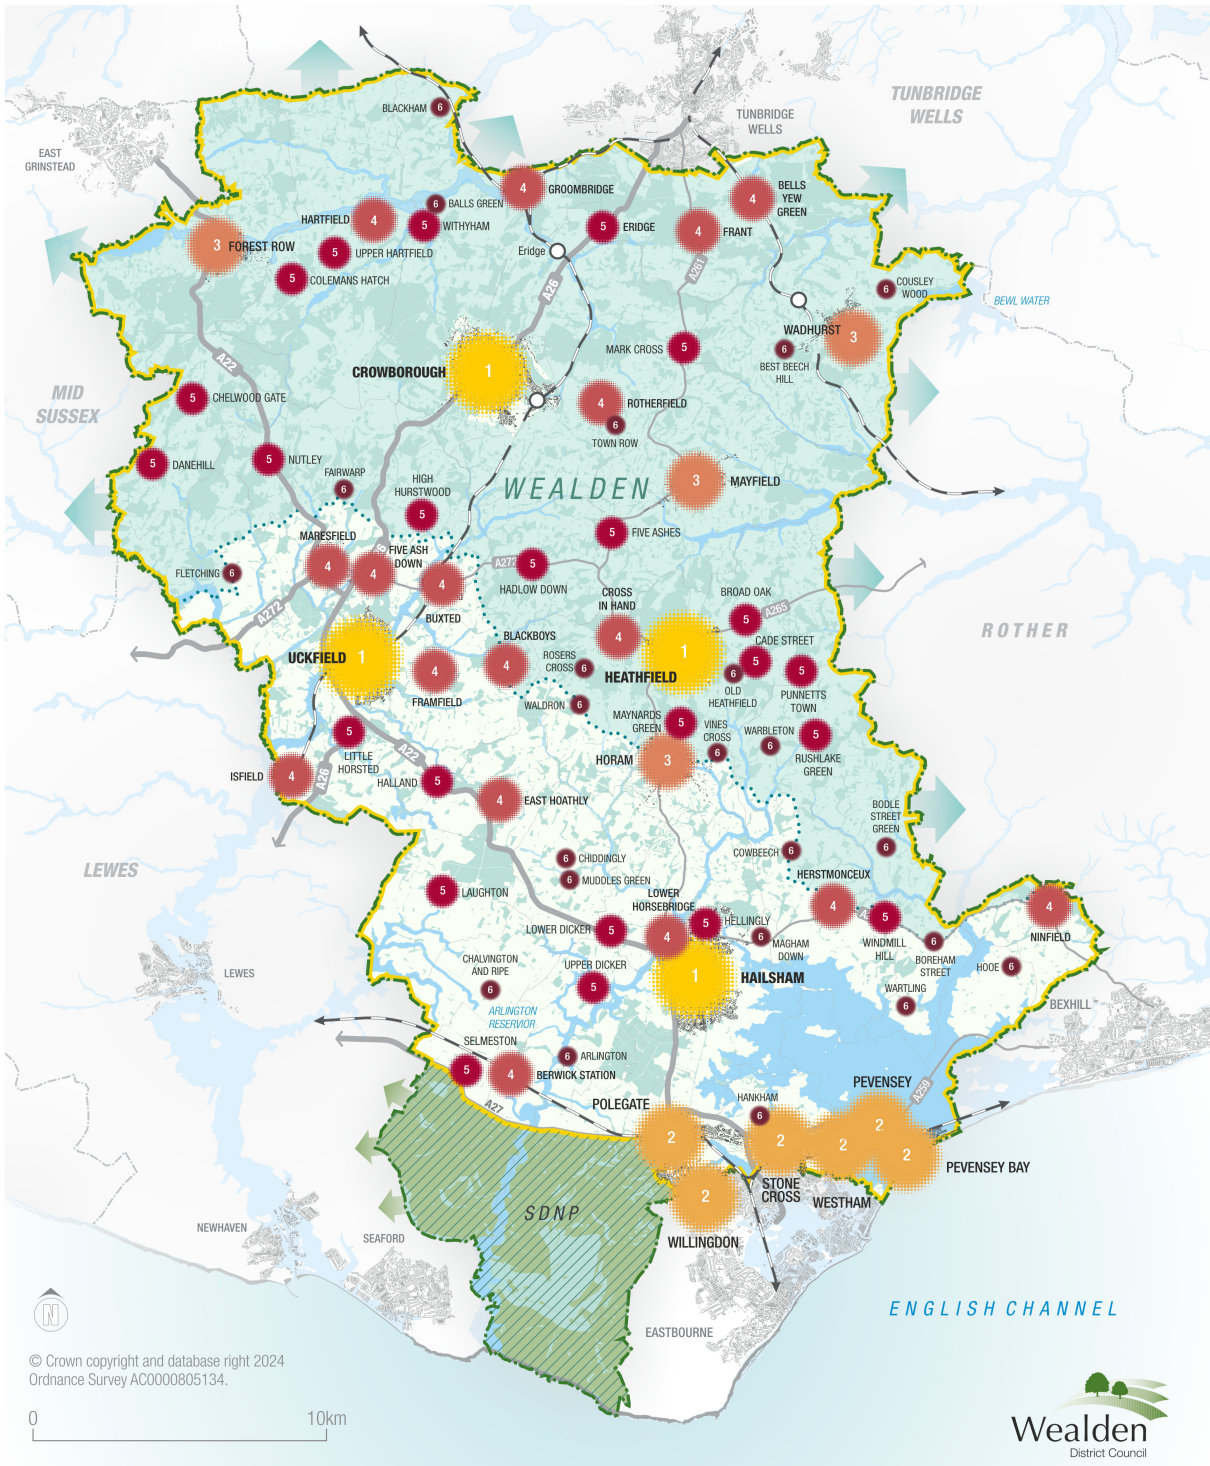 TUNBRIDGE
WELLS
BLACKHAM
6
TUNBRIDGE
WELLS
EAST
GRINSTEAD
4
GROOMBRIDGE
4
BELLS
YEW
GREEN
6
BALLS GREEN
HARTFIELD
4
5
WITHYHAM
5
ERIDGE
4
FRANT
3
FOREST ROW
5
UPPER HARTFIELD
Eridge
5
COLEMANS HATCH
A26
A261
6
COUSLEY
WOOD
BEWL WATER
WADHURST
3
MARK CROSS
5
6
BEST BEECH
HILL
A22
CROWBOROUGH
1
MID
SUSSEX
5
CHELWOOD GATE
4
ROTHERFIELD
6
TOWN ROW
5
DANEHILL
5
NUTLEY
FAIRWARP
6
HIGH
HURSTWOOD
5
WEALDEN
3
MAYFIELD
5
FIVE ASHES
MARESFIELD
4
4
FIVE ASH
DOWN
FLETCHING
6
4
BUXTED
A272
5
HADLOW DOWN
A272
CROSS
IN HAND
4
BROAD OAK
5
A265
CADE STREET
5
ROTHER
BLACKBOYS
4
UCKFIELD
1
4
FRAMFIELD
ROSERS
CROSS
6
HEATHFIELD
1
6
OLD
HEATHFIELD
5
PUNNETTS
TOWN
WALDRON
6
MAYNARDS
GREEN
5
VINES
CROSS
6
WARBLETON
6
5
RUSHLAKE
GREEN
5
LITTLE
HORSTED
A22
A26
ISFIELD
4
HALLAND
5
HORAM
3
4
EAST HOATHLY
BODLE
STREET
GREEN
6
LEWES
6
CHIDDINGLY
6
MUDDLES GREEN
COWBEECH
6
5
LAUGHTON
LOWER
HORSEBRIDGE
4
HERSTMONCEUX
4
5
WINDMILL
HILL
4
NINFIELD
LOWER DICKER
5
5
HELLINGLY
6
MAGHAM
DOWN
6
BOREHAM
STREET
HOOE
6
LEWES
CHALVINGTON
AND RIPE
6
UPPER DICKER
5
1
HAILSHAM
WARTLING
6
BEXHILL
ARLINGTON
RESERVIOR
SELMESTON
5
4
BERWICK STATION
6
ARLINGTON
A27
PEVENSEY
A259
POLEGATE
2
HANKHAM
6
2
2
2
2
PEVENSEY BAY
STONE
CROSS
WESTHAM
2
WILLINGDON
SDNP
NEWHAVEN
SEAFORD
EASTBOURNE
ENGLISH CHANNEL
N
© Crown copyright and database right 2024
Ordnance Survey AC0000805134.
0
10km
Wealden
District Council